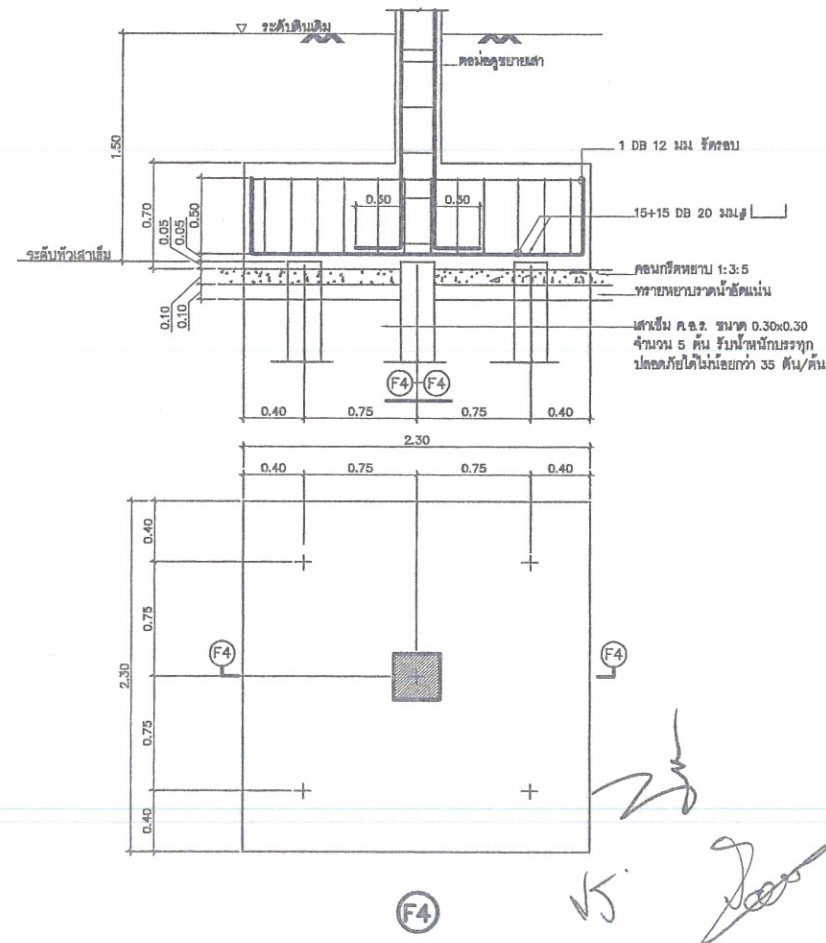 ระดับดินเดิม
ตอม่อดูขยายเสา
1.50
1 DB 12 มม. รัดรอบ
0.70
0.50
0.05
0.05
0.30
0.30
15+15 DB 20 มม.#
ระดับหัวเสาเข็ม
คอนกรีตหยาบ 1:3:5
ทรายหยาบราดน้ำอัดแน่น
0.10
0.10
เสาเข็ม ค.อ.ร. ขนาด 0.30x0.30
จำนวน 5 ต้น รับน้ำหนักบรรทุก
ปลอดภัยได้ไม่น้อยกว่า 35 ตัน/ต้น
F4 F4
0.40 0.75 0.75 0.40
2.30
0.40 0.75 0.75 0.40
0.40
0.75
2.30
0.75
0.40
F4
F4
F4